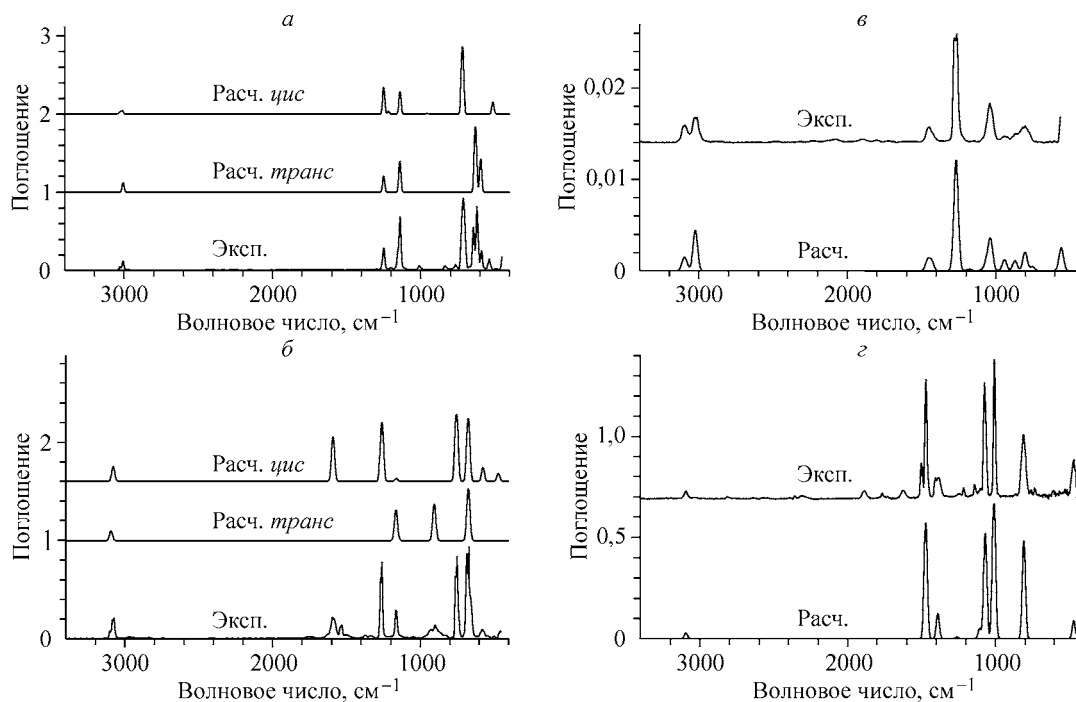 а
Поглощение
3
2
1
0
Расч. цис
Расч. транс
Эксп.
3000
2000
1000
Волновое число, см⁻¹
в
Поглощение
0,02
0,01
0
Эксп.
Расч.
3000
2000
1000
Волновое число, см⁻¹
б
Поглощение
2
1
0
Расч. цис
Расч. транс
Эксп.
3000
2000
1000
Волновое число, см⁻¹
г
Поглощение
1,0
0,5
0
Эксп.
Расч.
3000
2000
1000
Волновое число, см⁻¹